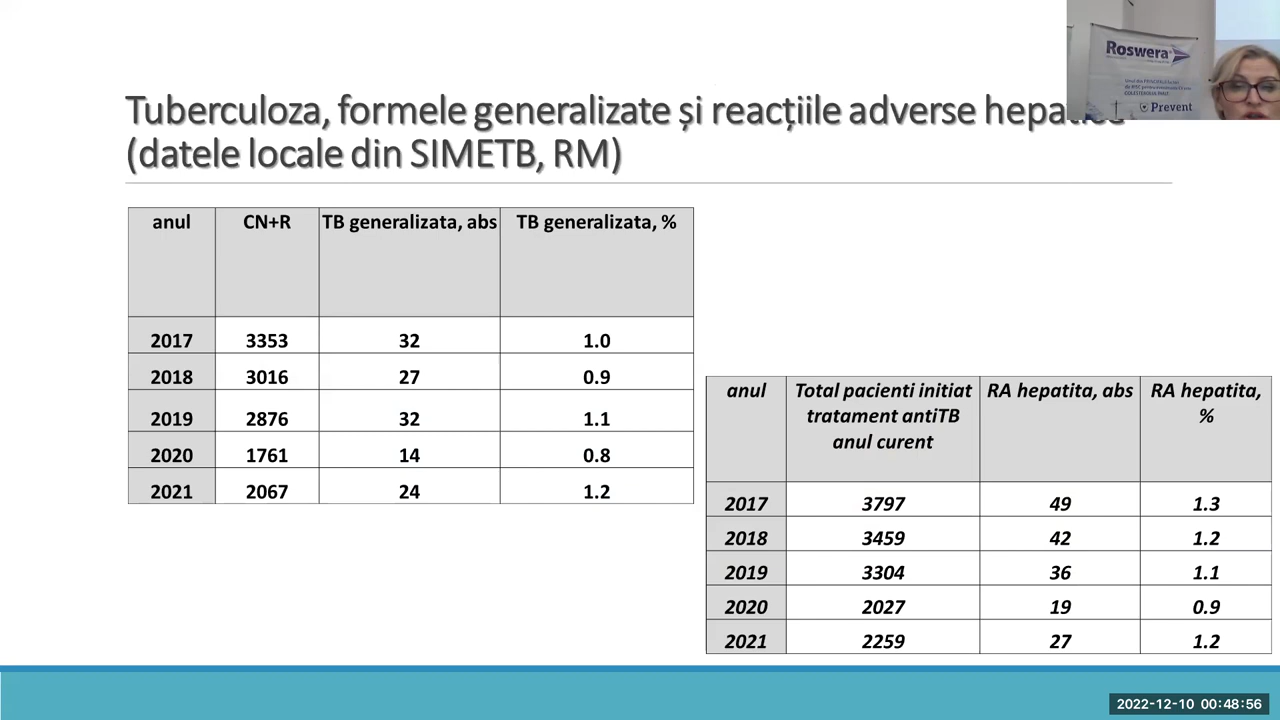 Roswera
Prevent
Tuberculoza, formele generalizate și reacțiile adverse hepatice
(datele locale din SIMETB, RM)
anul CN+R TB generalizata, abs TB generalizata, %
2017 3353 32 1.0
2018 3016 27 0.9
2019 2876 32 1.1
2020 1761 14 0.8
2021 2067 24 1.2
anul Total pacienti initiat RA hepatita, abs RA hepatita,
tratament antiTB %
anul curent
2017 3797 49 1.3
2018 3459 42 1.2
2019 3304 36 1.1
2020 2027 19 0.9
2021 2259 27 1.2
2022-12-10 00:48:56